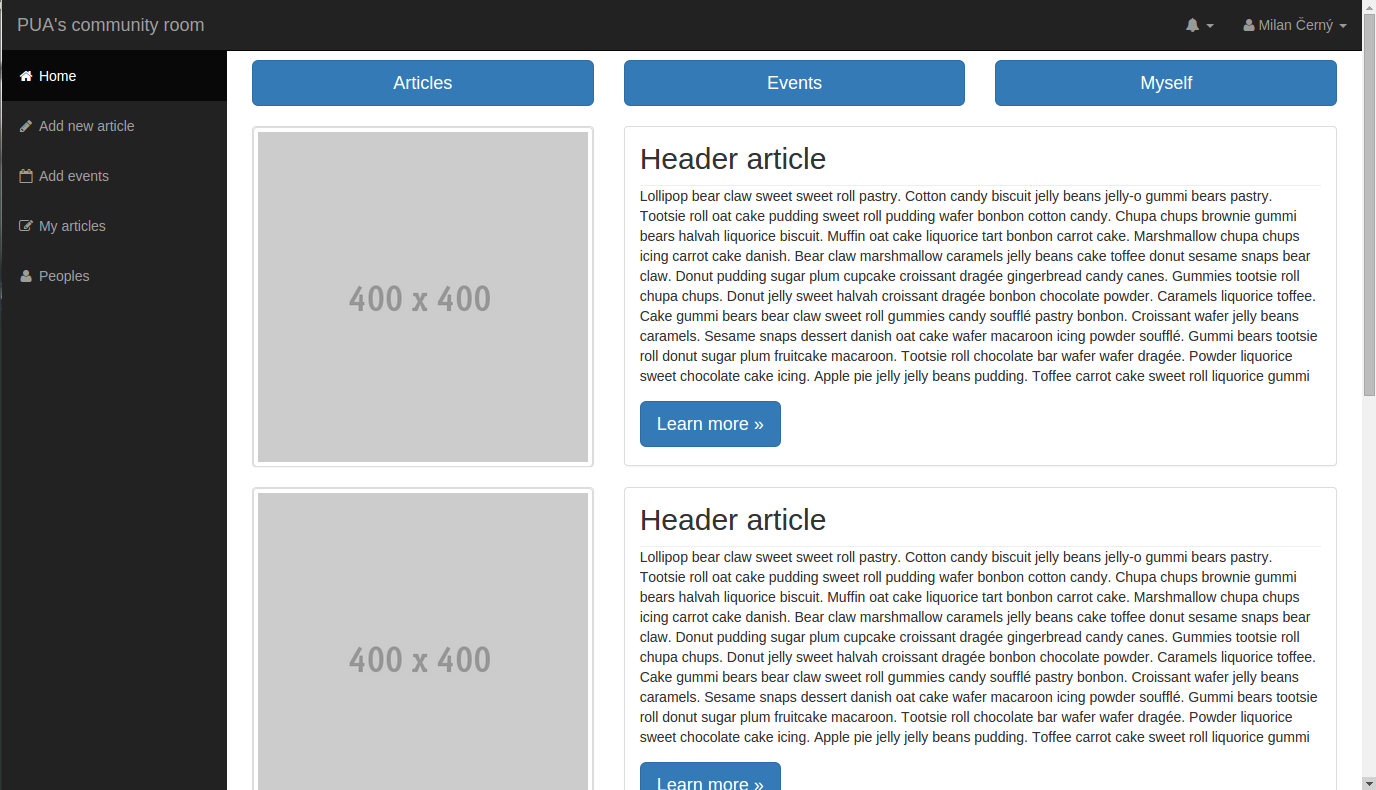 PUA's community room
Milan Černý
Home
Add new article
Add events
My articles
Peoples
Articles
Events
Myself
400 x 400
Header article
Lollipop bear claw sweet sweet roll pastry. Cotton candy biscuit jelly beans jelly-o gummi bears pastry.
Tootsie roll oat cake pudding sweet roll pudding wafer bonbon cotton candy. Chupa chups brownie gummi
bears halvah liquorice biscuit. Muffin oat cake liquorice tart bonbon carrot cake. Marshmallow chupa chups
icing carrot cake danish. Bear claw marshmallow caramels jelly beans cake toffee donut sesame snaps bear
claw. Donut pudding sugar plum cupcake croissant dragée gingerbread candy canes. Gummies tootsie roll
chupa chups. Donut jelly sweet halvah croissant dragée bonbon chocolate powder. Caramels liquorice toffee.
Cake gummi bears bear claw sweet roll gummies candy soufflé pastry bonbon. Croissant wafer jelly beans
caramels. Sesame snaps dessert danish oat cake wafer macaroon icing powder soufflé. Gummi bears tootsie
roll donut sugar plum fruitcake macaroon. Tootsie roll chocolate bar wafer wafer dragée. Powder liquorice
sweet chocolate cake icing. Apple pie jelly jelly beans pudding. Toffee carrot cake sweet roll liquorice gummi
Learn more »
400 x 400
Header article
Lollipop bear claw sweet sweet roll pastry. Cotton candy biscuit jelly beans jelly-o gummi bears pastry.
Tootsie roll oat cake pudding sweet roll pudding wafer bonbon cotton candy. Chupa chups brownie gummi
bears halvah liquorice biscuit. Muffin oat cake liquorice tart bonbon carrot cake. Marshmallow chupa chups
icing carrot cake danish. Bear claw marshmallow caramels jelly beans cake toffee donut sesame snaps bear
claw. Donut pudding sugar plum cupcake croissant dragée gingerbread candy canes. Gummies tootsie roll
chupa chups. Donut jelly sweet halvah croissant dragée bonbon chocolate powder. Caramels liquorice toffee.
Cake gummi bears bear claw sweet roll gummies candy soufflé pastry bonbon. Croissant wafer jelly beans
caramels. Sesame snaps dessert danish oat cake wafer macaroon icing powder soufflé. Gummi bears tootsie
roll donut sugar plum fruitcake macaroon. Tootsie roll chocolate bar wafer wafer dragée. Powder liquorice
sweet chocolate cake icing. Apple pie jelly jelly beans pudding. Toffee carrot cake sweet roll liquorice gummi
Learn more »